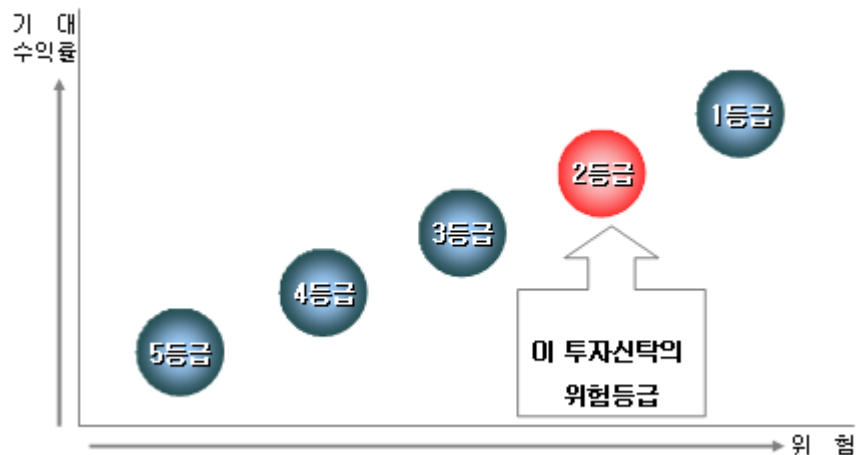 기 대
수익률
1등급
2등급
3등급
4등급
5등급
이 투자신탁의
위험등급
위 험